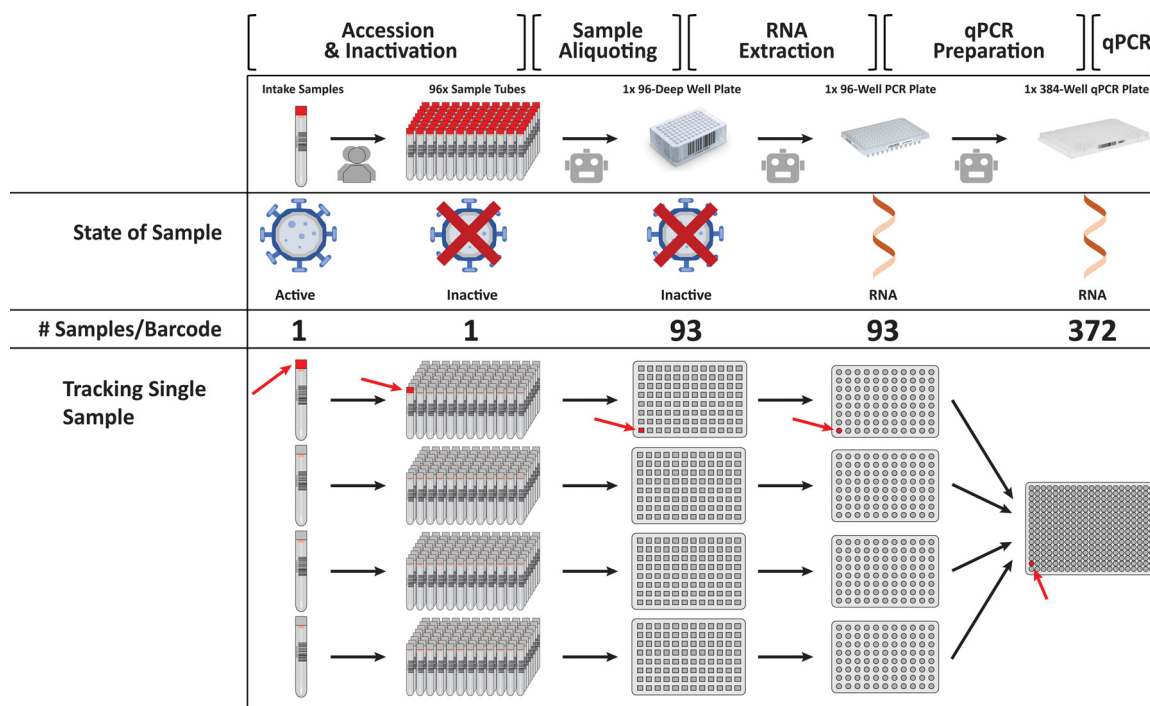 Accession
& Inactivation
Sample
Aliquoting
RNA
Extraction
qPCR
Preparation
qPCR
Intake Samples
96x Sample Tubes
1x 96-Deep Well Plate
1x 96-Well PCR Plate
1x 384-Well qPCR Plate
State of Sample
Active
Inactive
Inactive
RNA
RNA
# Samples/Barcode
1
1
93
93
372
Tracking Single
Sample